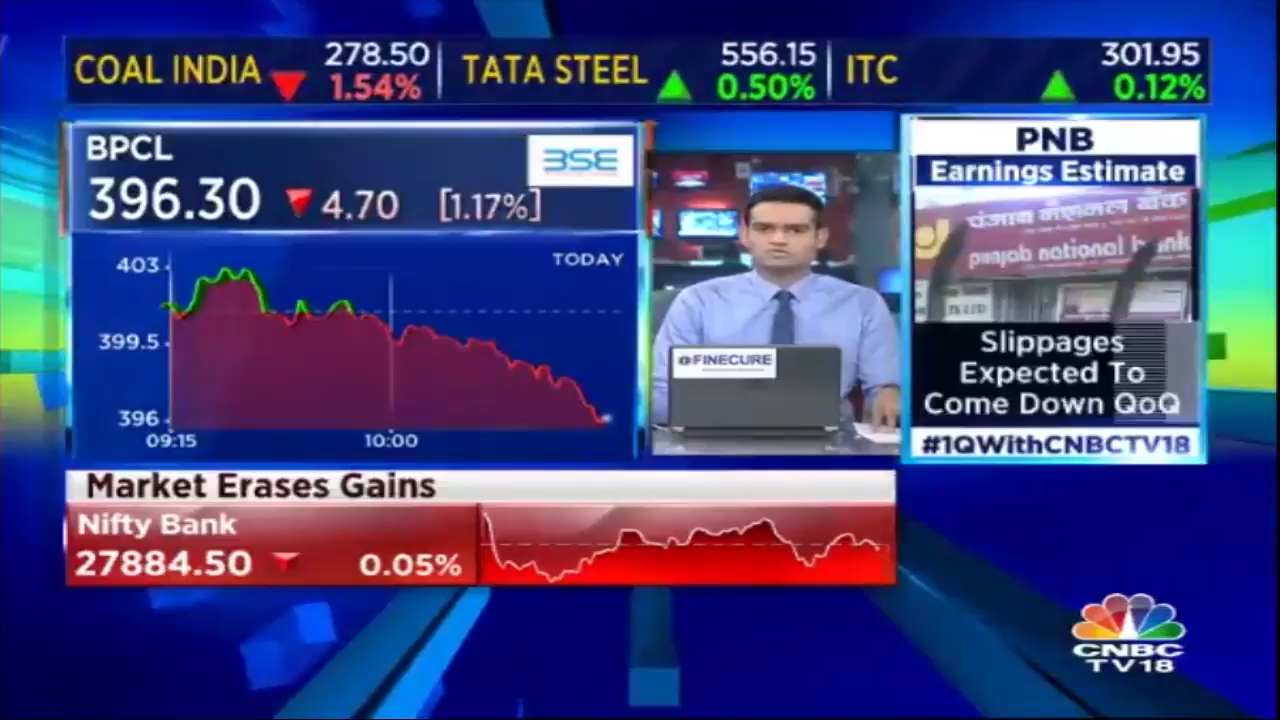 COAL INDIA 278.50 TATA STEEL 556.15 ITC 301.95
▼ 1.54% ▲ 0.50% ▲ 0.12%
BPCL
BSE
396.30 ▼ 4.70 [1.17%]
TODAY
403
399.5
396
09:15 10:00
@FINECURE
PNB
Earnings Estimate
पंजाब नैशनल बैंक
punjab national bank
Slippages
Expected To
Come Down QoQ
#1QWithCNBCTV18
Market Erases Gains
Nifty Bank
27884.50 ▼ 0.05%
CNBC
TV18